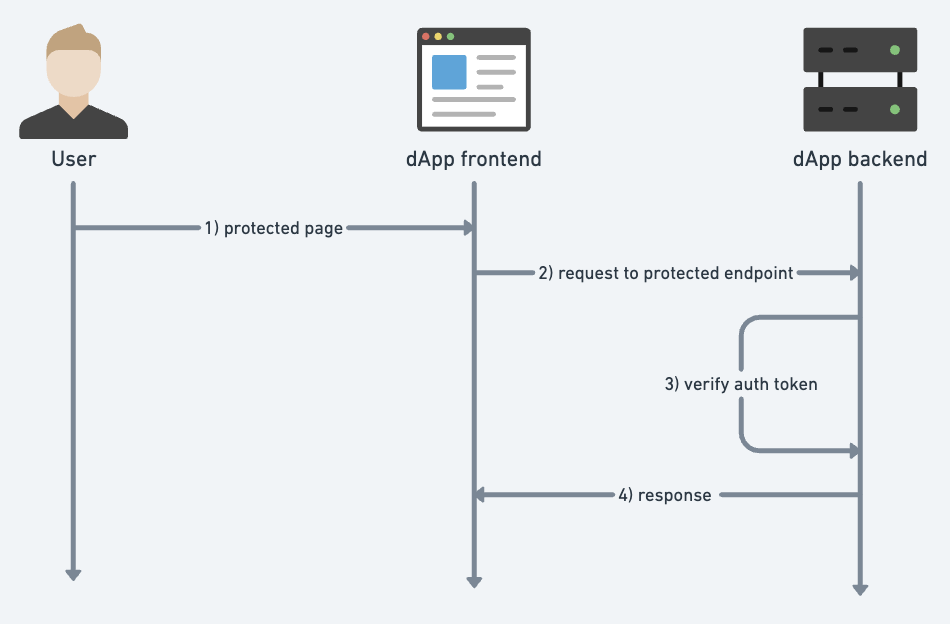 User
dApp frontend
dApp backend
1) protected page
2) request to protected endpoint
3) verify auth token
4) response